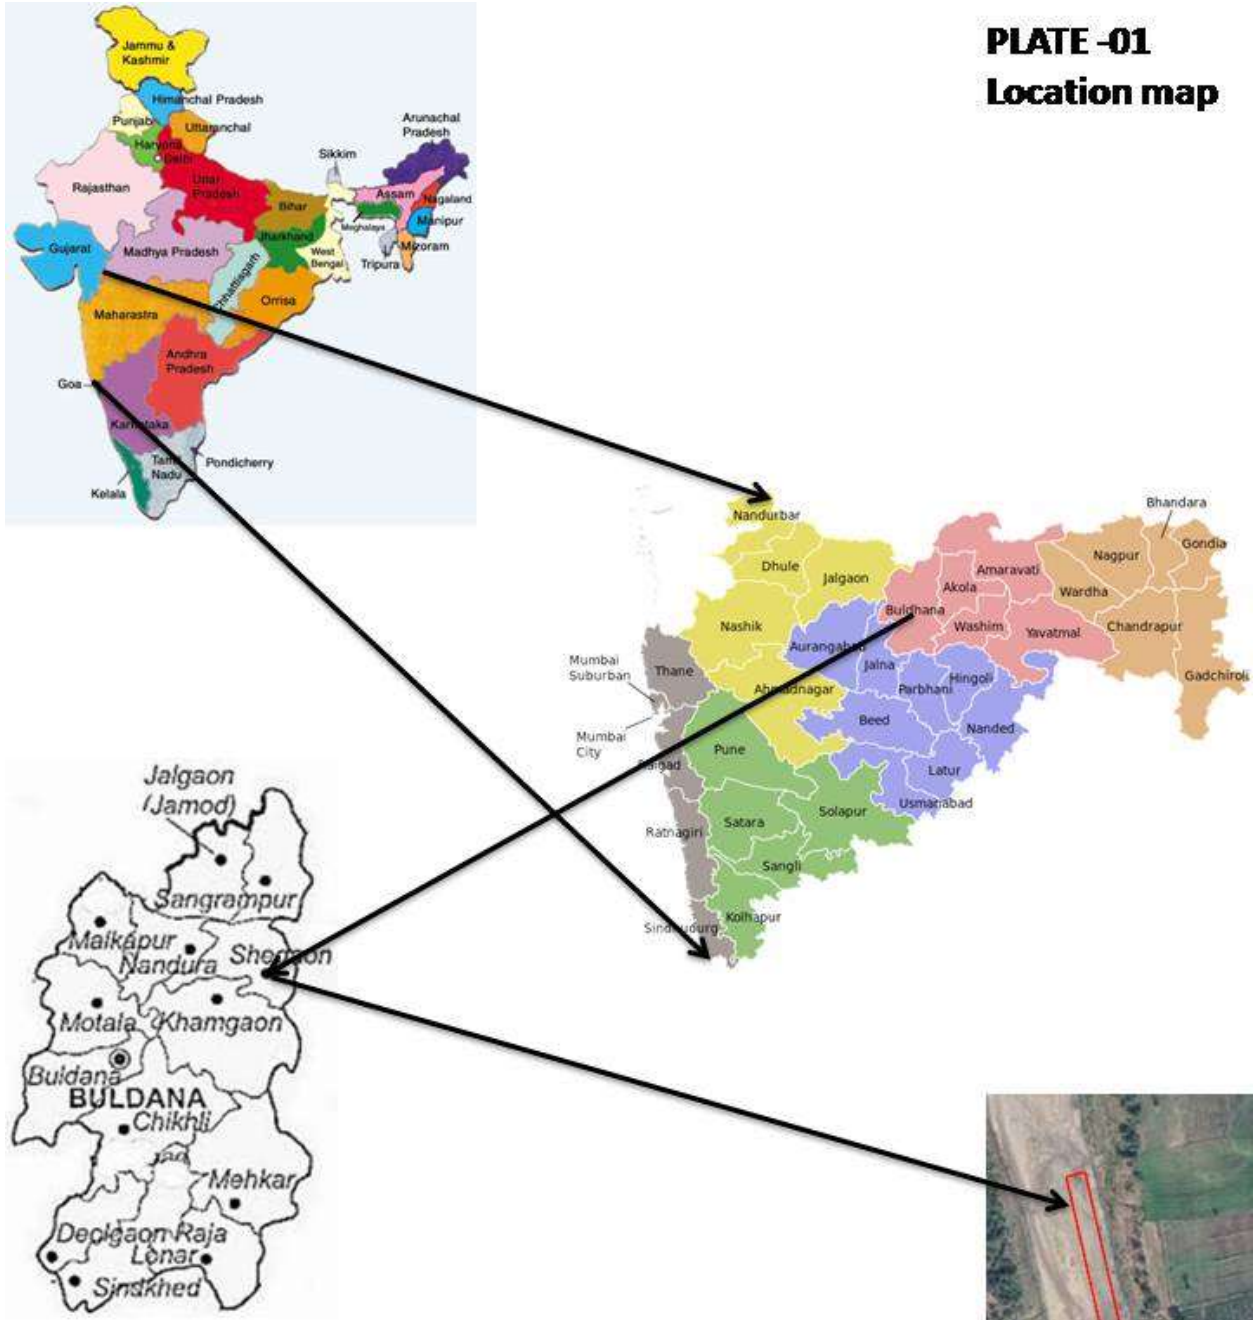 PLATE -01
Location map
Jammu &
Kashmir
Himanchal Pradesh
Punjab
Uttaranchal
Haryona
Delhi
Arunachal
Pradesh
Sikkim
Rajasthan
Uttar
Pradesh
Bihar
Assam
Nagaland
Meghalaya
Manipur
Gujarat
Madhya Pradesh
Jharkhand
West
Bengal
Mizoram
Tripura
Chhattisgarh
Orrisa
Maharastra
Andhra
Pradesh
Goa
Karnataka
Tamil
Nadu
Pondicherry
Kelala
Nandurbar
Bhandara
Dhule
Jalgaon
Nagpur
Gondia
Amaravati
Akola
Wardha
Buldhana
Nashik
Washim
Yavatmal
Chandrapur
Aurangabad
Jalna
Mumbai
Suburban
Thane
Parbhani
Hingoli
Gadchiroli
Ahmadnagar
Beed
Nanded
Mumbai
City
Pune
Raigad
Latur
Usmanabad
Solapur
Satara
Ratnagiri
Sangli
Kolhapur
Sindhudurg
Jalgaon
(Jamod)
Sangrampur
Malkapur
Nandura
Shegaon
Motala
Khamgaon
Buldana
BULDANA
Chikhli
Mehkar
Deolgaon Raja
Lonar
Sindkhed